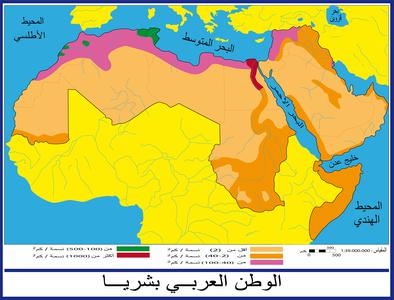 المحيط
الأطلسي
البحر المتوسط
بحر
قزوين
البحر الأحمر
خليج عدن
المحيط
الهندي
المقياس: 1:39.000.000
كم 500
من (100-500) نسمة / كم²
أكثر من (1000) نسمة / كم²
أقل من (2) نسمة / كم²
من (2-40) نسمة / كم²
من (40-100) نسمة / كم²
الوطن العربي بشريا